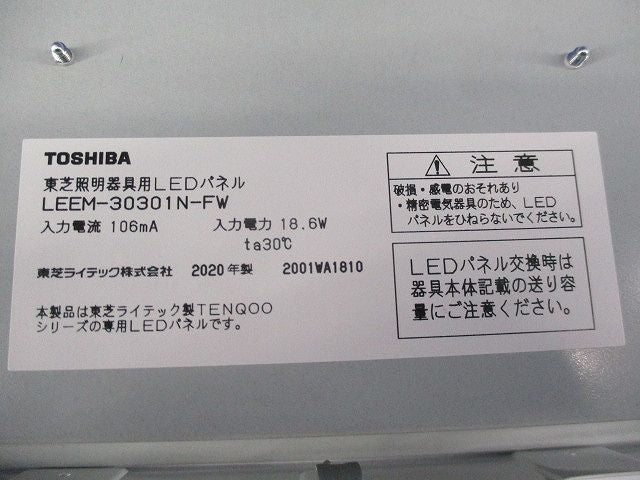 TOSHIBA
東芝照明器具用LEDパネル
LEEM-30301N-FW
入力電流 106mA 入力電力 18.6W
ta30℃
東芝ライテック株式会社 2020年製 2001WA1810
本製品は東芝ライテック製TENQOO
シリーズの専用LEDパネルです。
注意
破損・感電のおそれあり
・精密電気器具のため、LED
パネルをひねらないでください。
LEDパネル交換時は
器具本体記載の送り容
量にご注意ください。